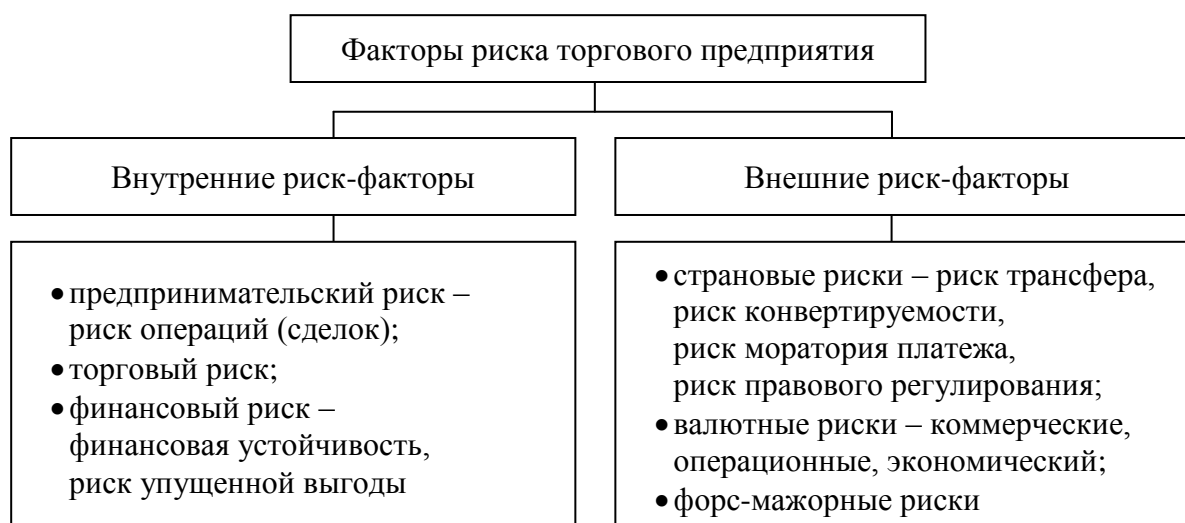 Факторы риска торгового предприятия
Внутренние риск-факторы
Внешние риск-факторы
• предпринимательский риск –
риск операций (сделок);
• торговый риск;
• финансовый риск –
финансовая устойчивость,
риск упущенной выгоды
• страновые риски – риск трансфера,
риск конвертируемости,
риск моратория платежа,
риск правового регулирования;
• валютные риски – коммерческие,
операционные, экономический;
• форс-мажорные риски